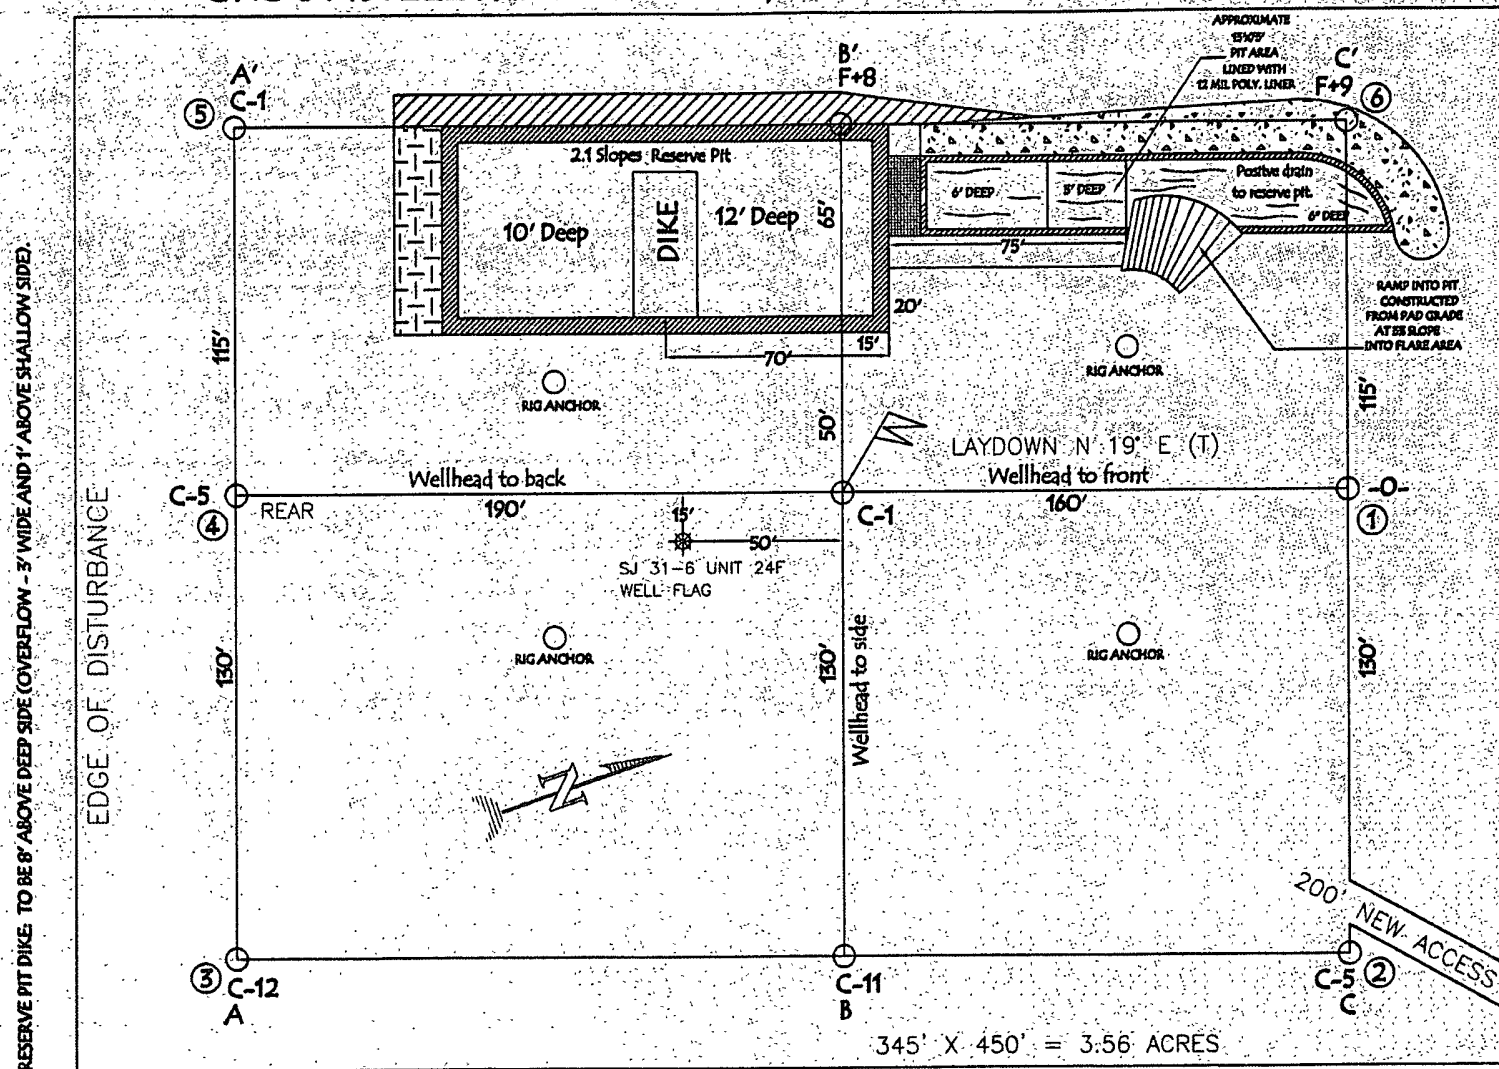 APPROXIMATE
15'X75'
PIT AREA
LINED WITH
12 MIL POLY. LINER
A'
C-1
⑤
B'
F+8
C'
F+9
⑥
2.1 Slopes Reserve Pit
10' Deep
DIKE
12' Deep
65'
6' DEEP
Positive drain
to reserve pit.
6" DEEP
75'
20'
15'
70'
RAMP INTO PIT
CONSTRUCTED
FROM PAD GRADE
INTO FLARE AREA
115'
RIG ANCHOR
RIG ANCHOR
50'
115'
LAYDOWN N 19° E (T)
Wellhead to back
Wellhead to front
C-5
④
REAR
190'
15'
C-1
160'
-0-
①
50'
SJ 31-6 UNIT 24F
WELL FLAG
RIG ANCHOR
RIG ANCHOR
130'
130'
Wellhead to side
130'
N
200' NEW ACCESS
③
C-12
A
C-11
B
C-5
②
C
345' X 450' = 3.56 ACRES
EDGE OF DISTURBANCE
RESERVE PIT DIKE: TO BE 8' ABOVE DEEP SIDE (OVERFLOW - 3' WIDE AND 1' ABOVE SHALLOW SIDE).